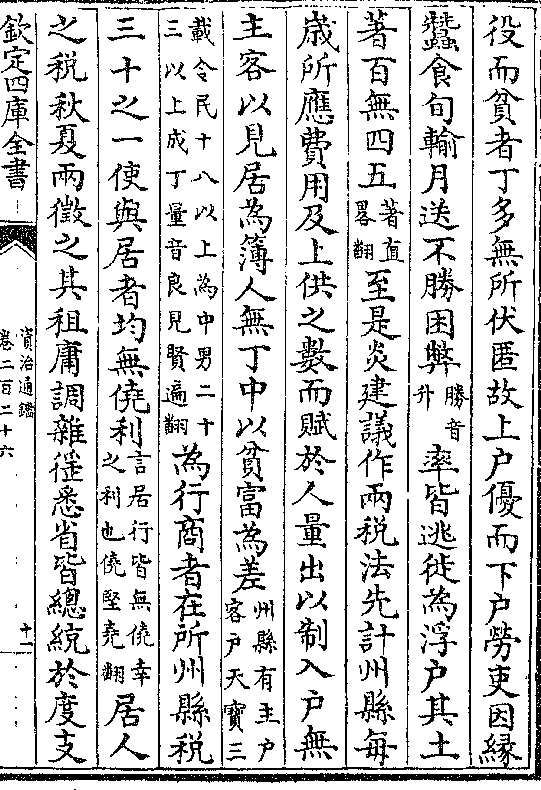 役而貧者丁多無所伏匿故上户優而下户勞吏因緣
蠶食旬輸月送不勝困弊勝音升率皆逃徙為浮户其土
著百無四五著直畧翻至是炎建議作兩税法先計州縣每
歳所應費用及上供之數而賦於人量出以制入户無
主客以見居為簿人無丁中以貧富為差州縣有主户客户天寶三
載令民十八以上為中男二十三以上成丁量音良見賢遍翻為行商者在所州縣税
三十之一使與居者均無僥利言居行皆無僥幸之利也僥堅堯翻居人
之税秋夏兩徵之其租庸調雜徭悉省皆總統於度支
欽定四庫全書
資治通鑑
卷二百二十六
十二